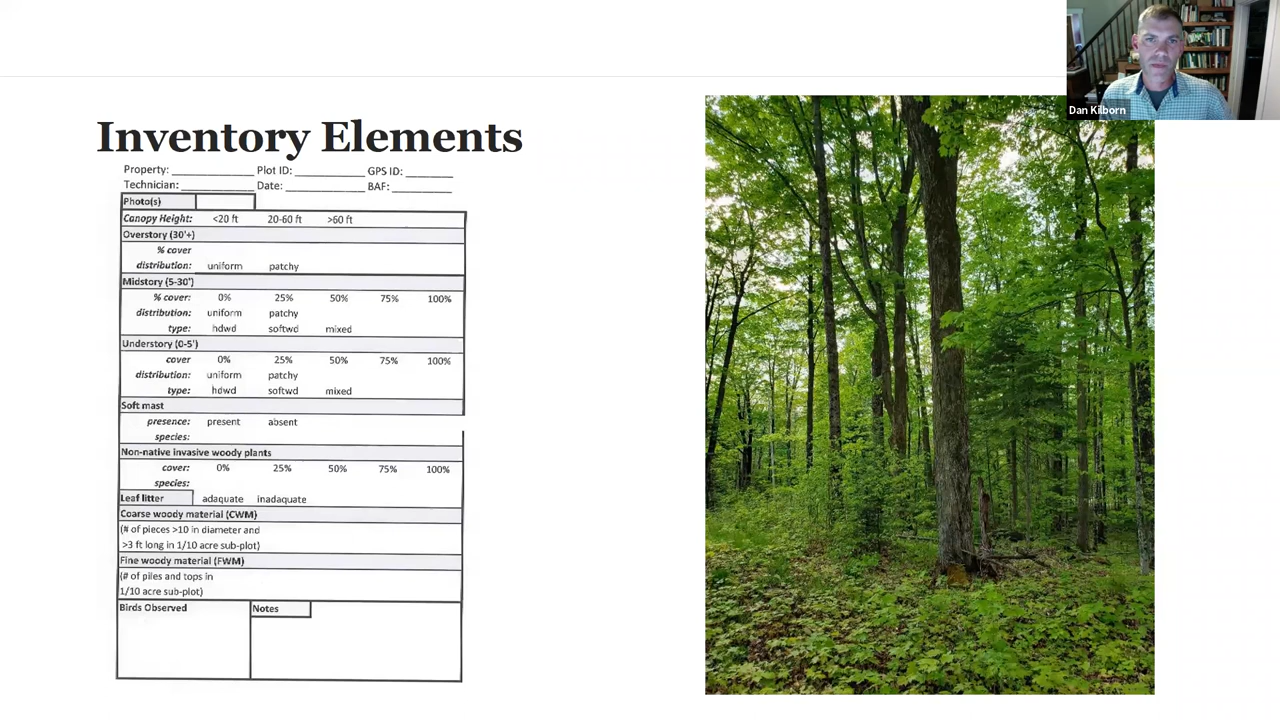 Dan Kilborn
Inventory Elements
Property: ____________ Plot ID: __________ GPS ID: _______
Technician: ___________ Date: ____________ BAF: _________
Photo(s)
Canopy Height: <20 ft 20-60 ft >60 ft
Overstory (30'+)
% cover
distribution: uniform patchy
Midstory (5-30')
% cover: 0% 25% 50% 75% 100%
distribution: uniform patchy
type: hdwd softwd mixed
Understory (0-5')
cover 0% 25% 50% 75% 100%
distribution: uniform patchy
type: hdwd softwd mixed
Soft mast
presence: present absent
species:
Non-native invasive woody plants
cover: 0% 25% 50% 75% 100%
species:
Leaf litter adaquate inadaquate
Coarse woody material (CWM)
(# of pieces >10 in diameter and
>3 ft long in 1/10 acre sub-plot)
Fine woody material (FWM)
(# of piles and tops in
1/10 acre sub-plot)
Birds Observed Notes